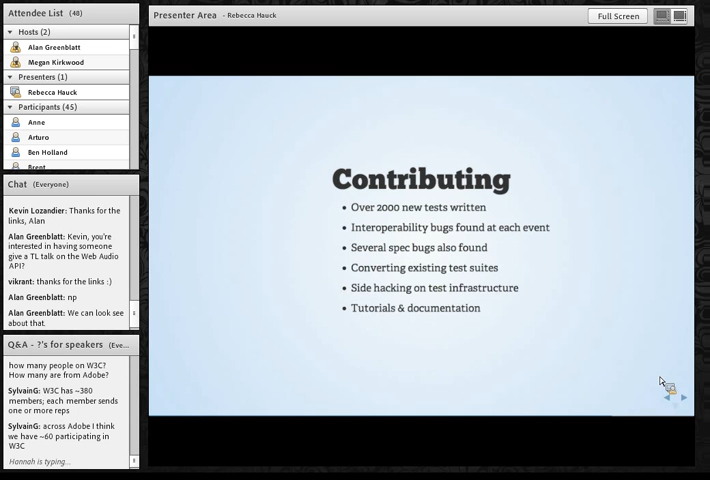 Attendee List (48)
Hosts (2)
Alan Greenblatt
Megan Kirkwood
Presenters (1)
Rebecca Hauck
Participants (45)
Anne
Arturo
Ben Holland
Brent
Chat (Everyone)
Kevin Lozandier: Thanks for the
links, Alan
Alan Greenblatt: Kevin, you're
interested in having someone
give a TL talk on the Web Audio
API?
vikrant: thanks for the links :)
Alan Greenblatt: np
Alan Greenblatt: We can look see
about that.
Q&A - ?'s for speakers (Eve...
how many people on W3C?
How many are from Adobe?
SylvainG: W3C has ~380
members; each member sends
one or more reps
SylvainG: across Adobe I think
we have ~60 participating in
W3C
Hannah is typing...
Presenter Area - Rebecca Hauck
Full Screen
Contributing
• Over 2000 new tests written
• Interoperability bugs found at each event
• Several spec bugs also found
• Converting existing test suites
• Side hacking on test infrastructure
• Tutorials & documentation